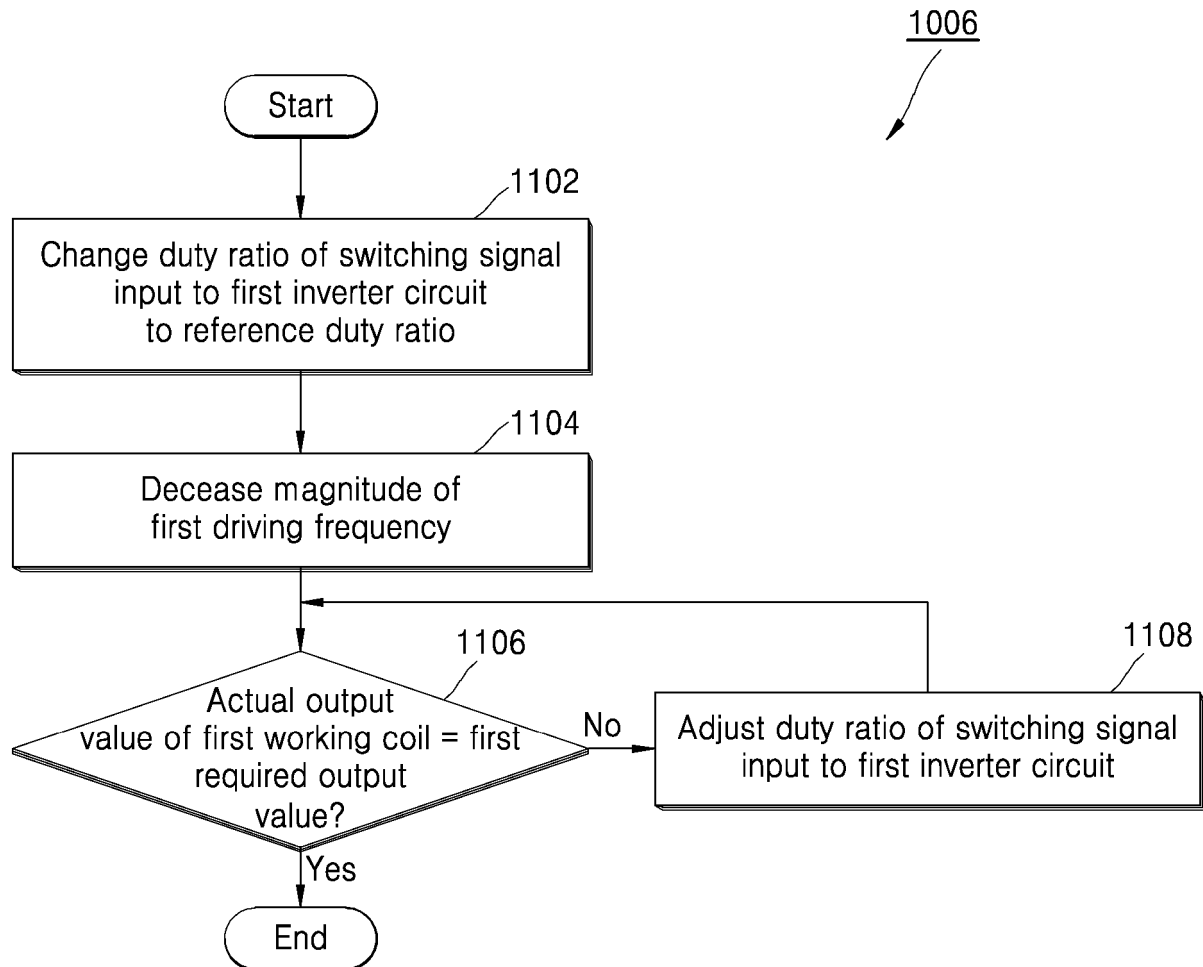 1006
Start
1102
Change duty ratio of switching signal
input to first inverter circuit
to reference duty ratio
1104
Decease magnitude of
first driving frequency
1106
Actual output
value of first working coil = first
required output
value?
No
1108
Adjust duty ratio of switching signal
input to first inverter circuit
Yes
End